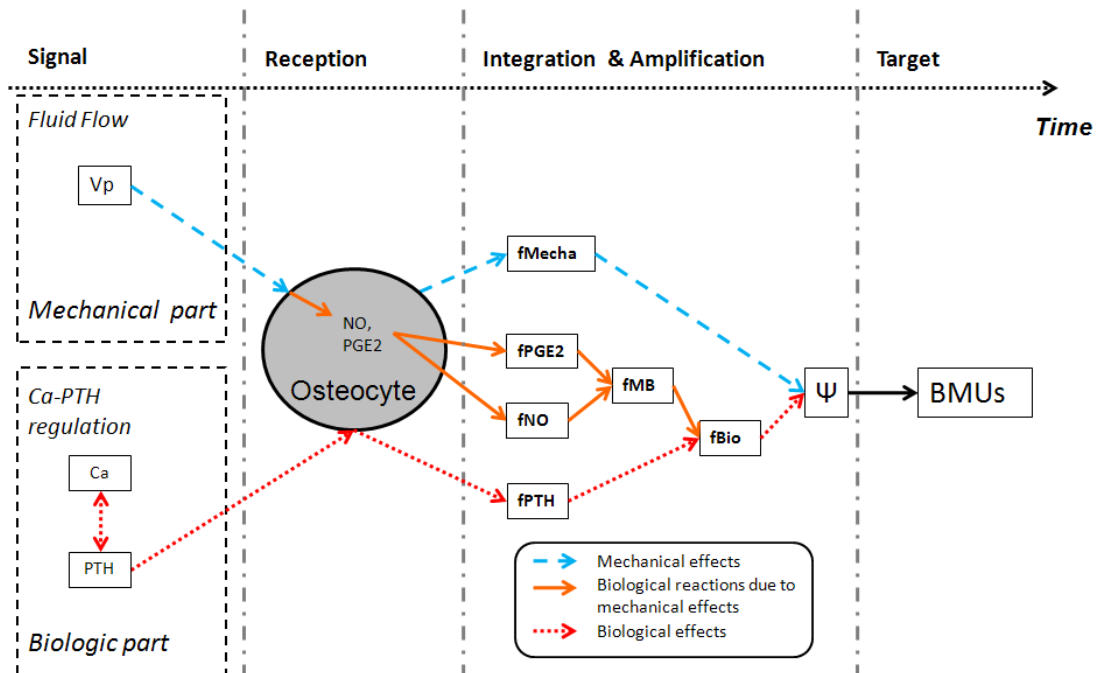 Signal
Reception
Integration & Amplification
Target
Time
Fluid Flow
Vp
Mechanical part
NO,
PGE2
Osteocyte
fMecha
fPGE2
fNO
fMB
fBio
fPTH
Ψ
BMUs
Ca-PTH
regulation
Ca
PTH
Biologic part
Mechanical effects
Biological reactions due to
mechanical effects
Biological effects